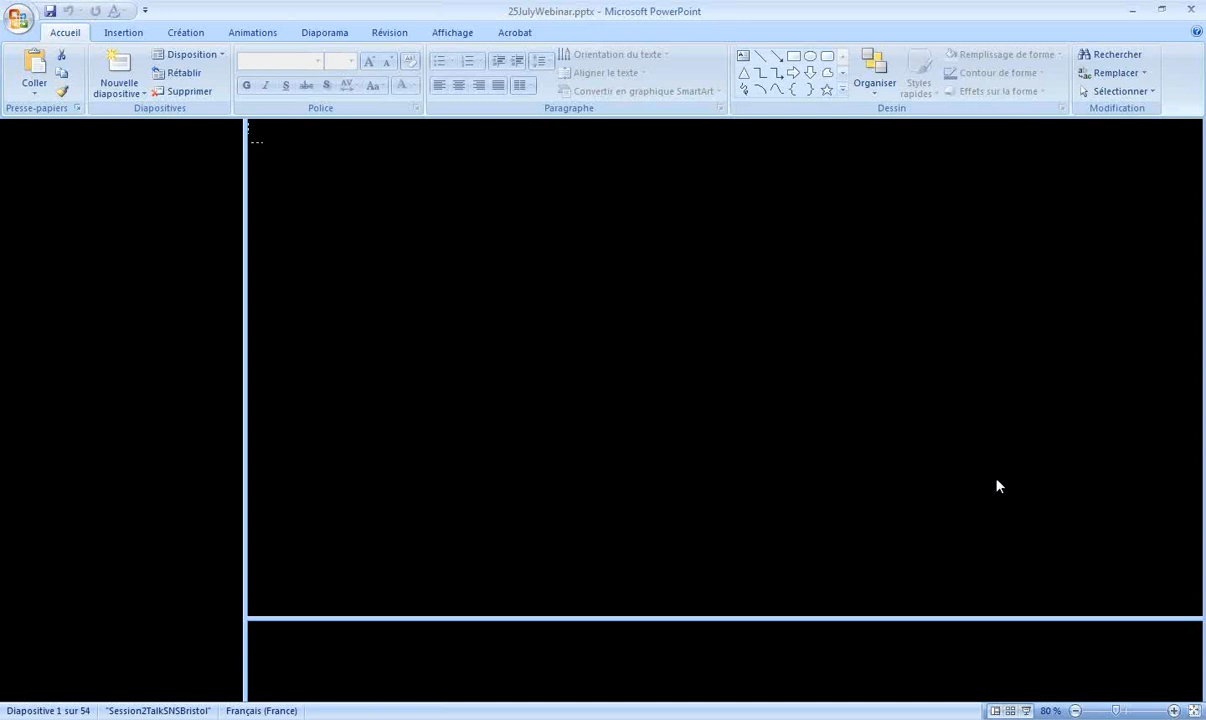 25JulyWebinar.pptx - Microsoft PowerPoint
Accueil Insertion Création Animations Diaporama Révision Affichage Acrobat
Coller
Presse-papiers
Nouvelle diapositive
Disposition
Rétablir
Supprimer
Diapositives
G I S abc AV Aa A
Police
Orientation du texte
Aligner le texte
Convertir en graphique SmartArt
Paragraphe
Organiser
Styles rapides
Remplissage de forme
Contour de forme
Effets sur la forme
Dessin
Rechercher
Remplacer
Sélectionner
Modification
Diapositive 1 sur 54 "Session2TalkSNSBristol" Français (France) 80 %